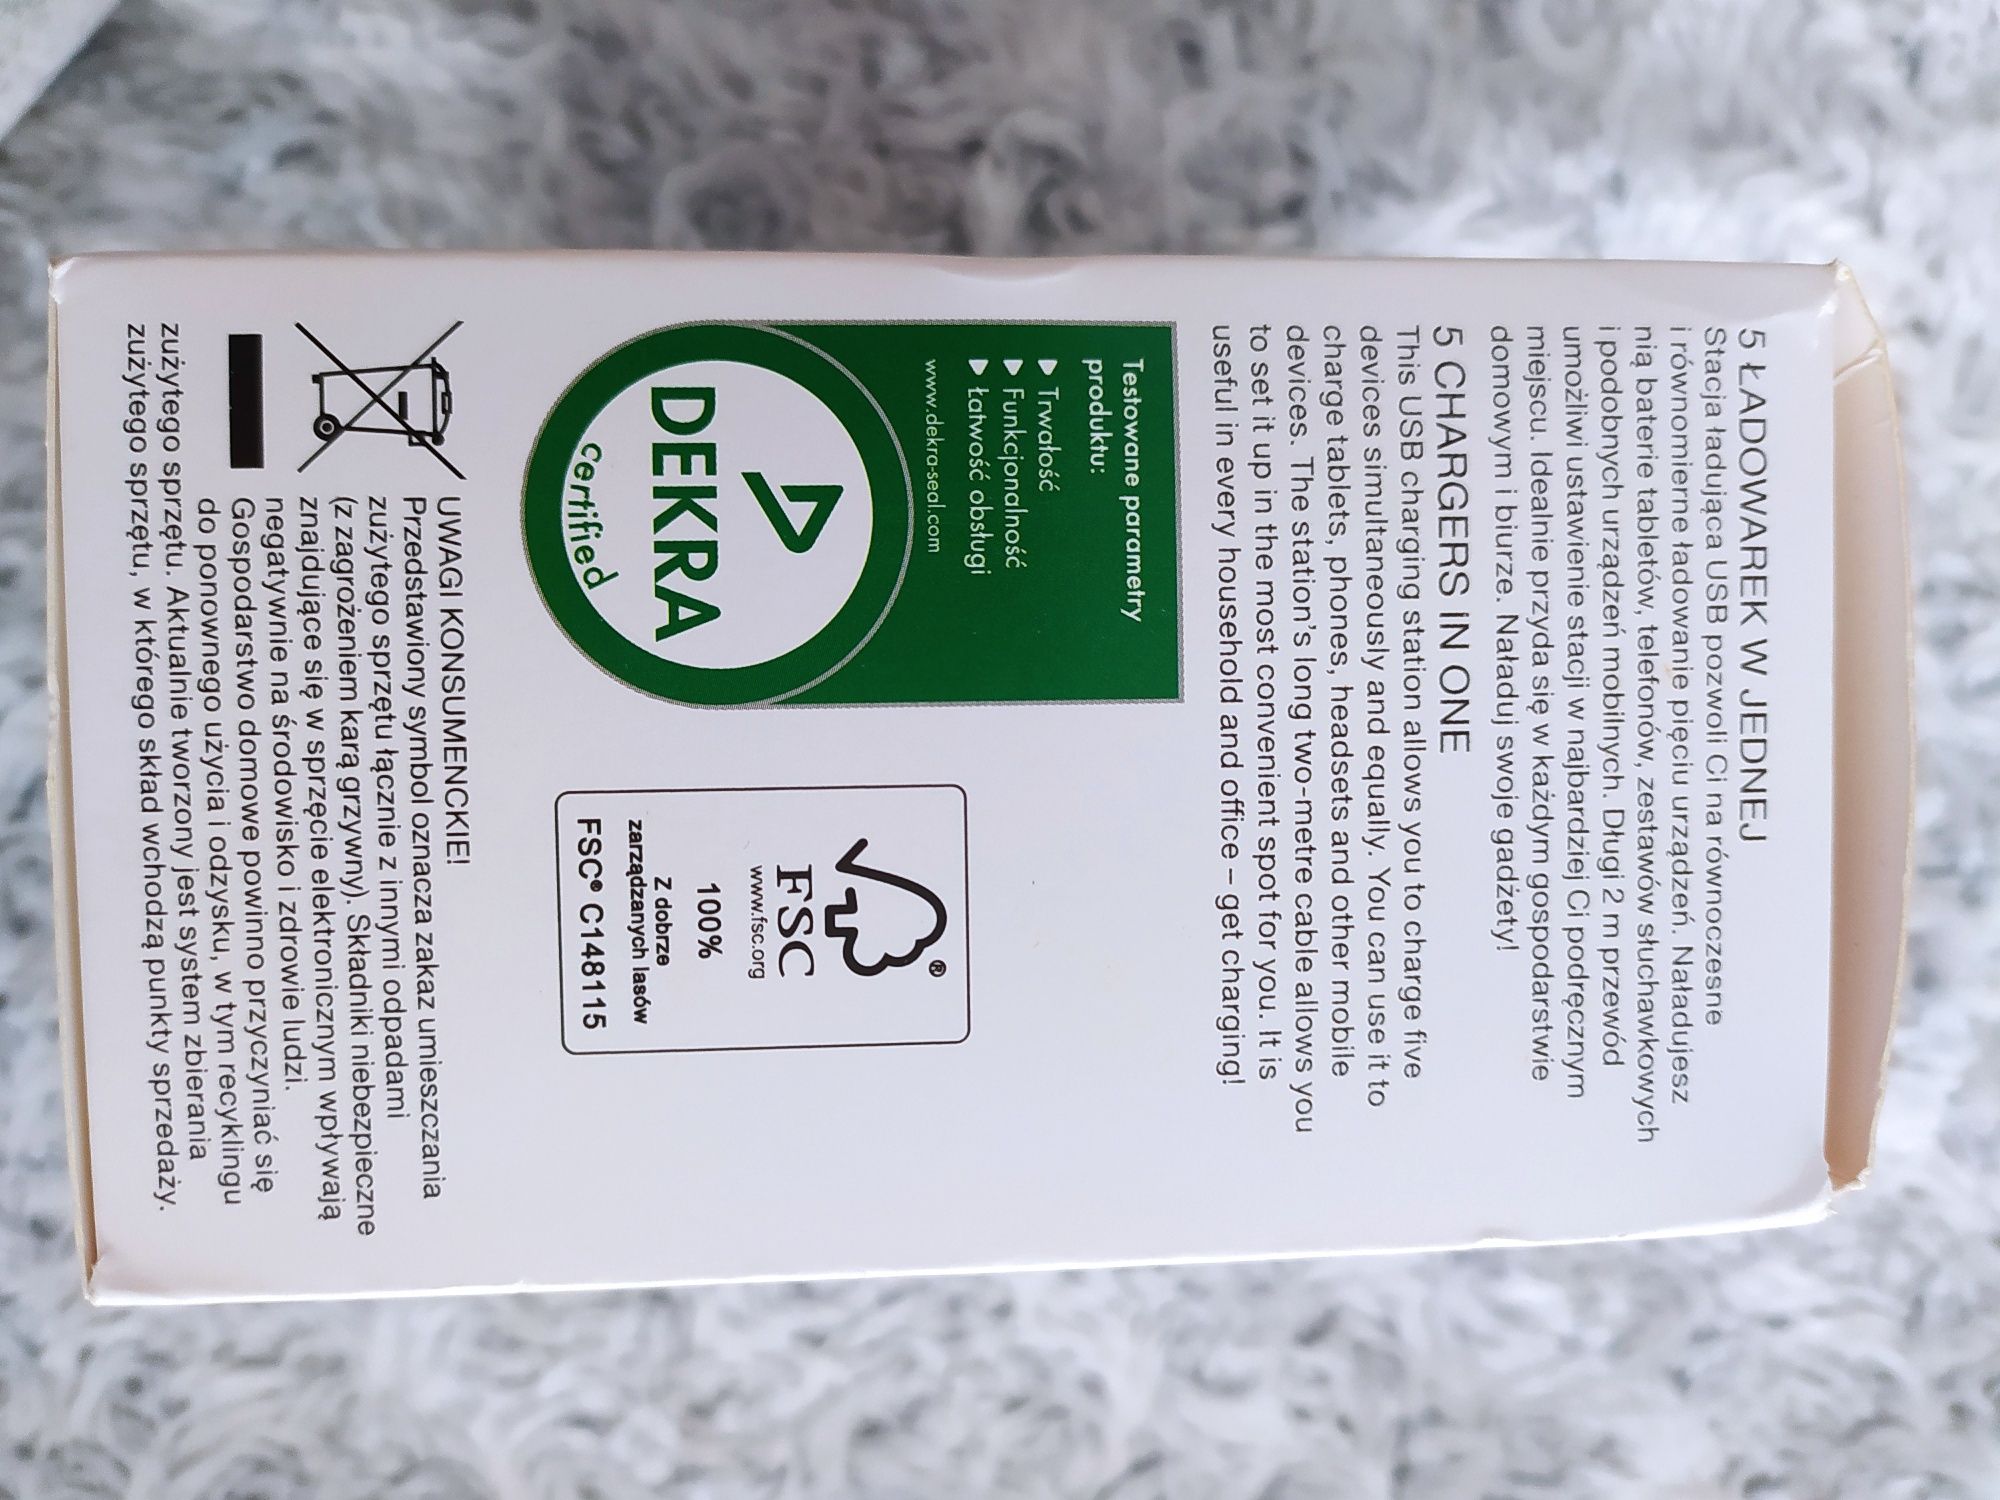 5 ŁADOWAREK W JEDNEJ
Stacja ładująca USB pozwoli Ci na równoczesne
i równomierne ładowanie pięciu urządzeń. Naładujesz
nią baterie tabletów, telefonów, zestawów słuchawkowych
i podobnych urządzeń mobilnych. Długi 2 m przewód
umożliwi ustawienie stacji w najbardziej Ci podręcznym
miejscu. Idealnie przyda się w każdym gospodarstwie
domowym i biurze. Naładuj swoje gadżety!
5 CHARGERS IN ONE
This USB charging station allows you to charge five
devices simultaneously and equally. You can use it to
charge tablets, phones, headsets and other mobile
devices. The station's long two-metre cable allows you
to set it up in the most convenient spot for you. It is
useful in every household and office – get charging!
Testowane parametry
produktu:
Trwałość
Funkcjonalność
Łatwość obsługi
www.dekra-seal.com
DEKRA
certified
®
FSC
www.fsc.org
100%
Z dobrze
zarządzanych lasów
FSC® C148115
UWAGI KONSUMENCKIE!
Przedstawiony symbol oznacza zakaz umieszczania
zużytego sprzętu łącznie z innymi odpadami
(z zagrożeniem karą grzywny). Składniki niebezpieczne
znajdujące się w sprzęcie elektronicznym wpływają
negatywnie na środowisko i zdrowie ludzi.
Gospodarstwo domowe powinno przyczyniać się
do ponownego użycia i odzysku, w tym recyklingu
zużytego sprzętu. Aktualnie tworzony jest system zbierania
zużytego sprzętu, w którego skład wchodzą punkty sprzedaży.